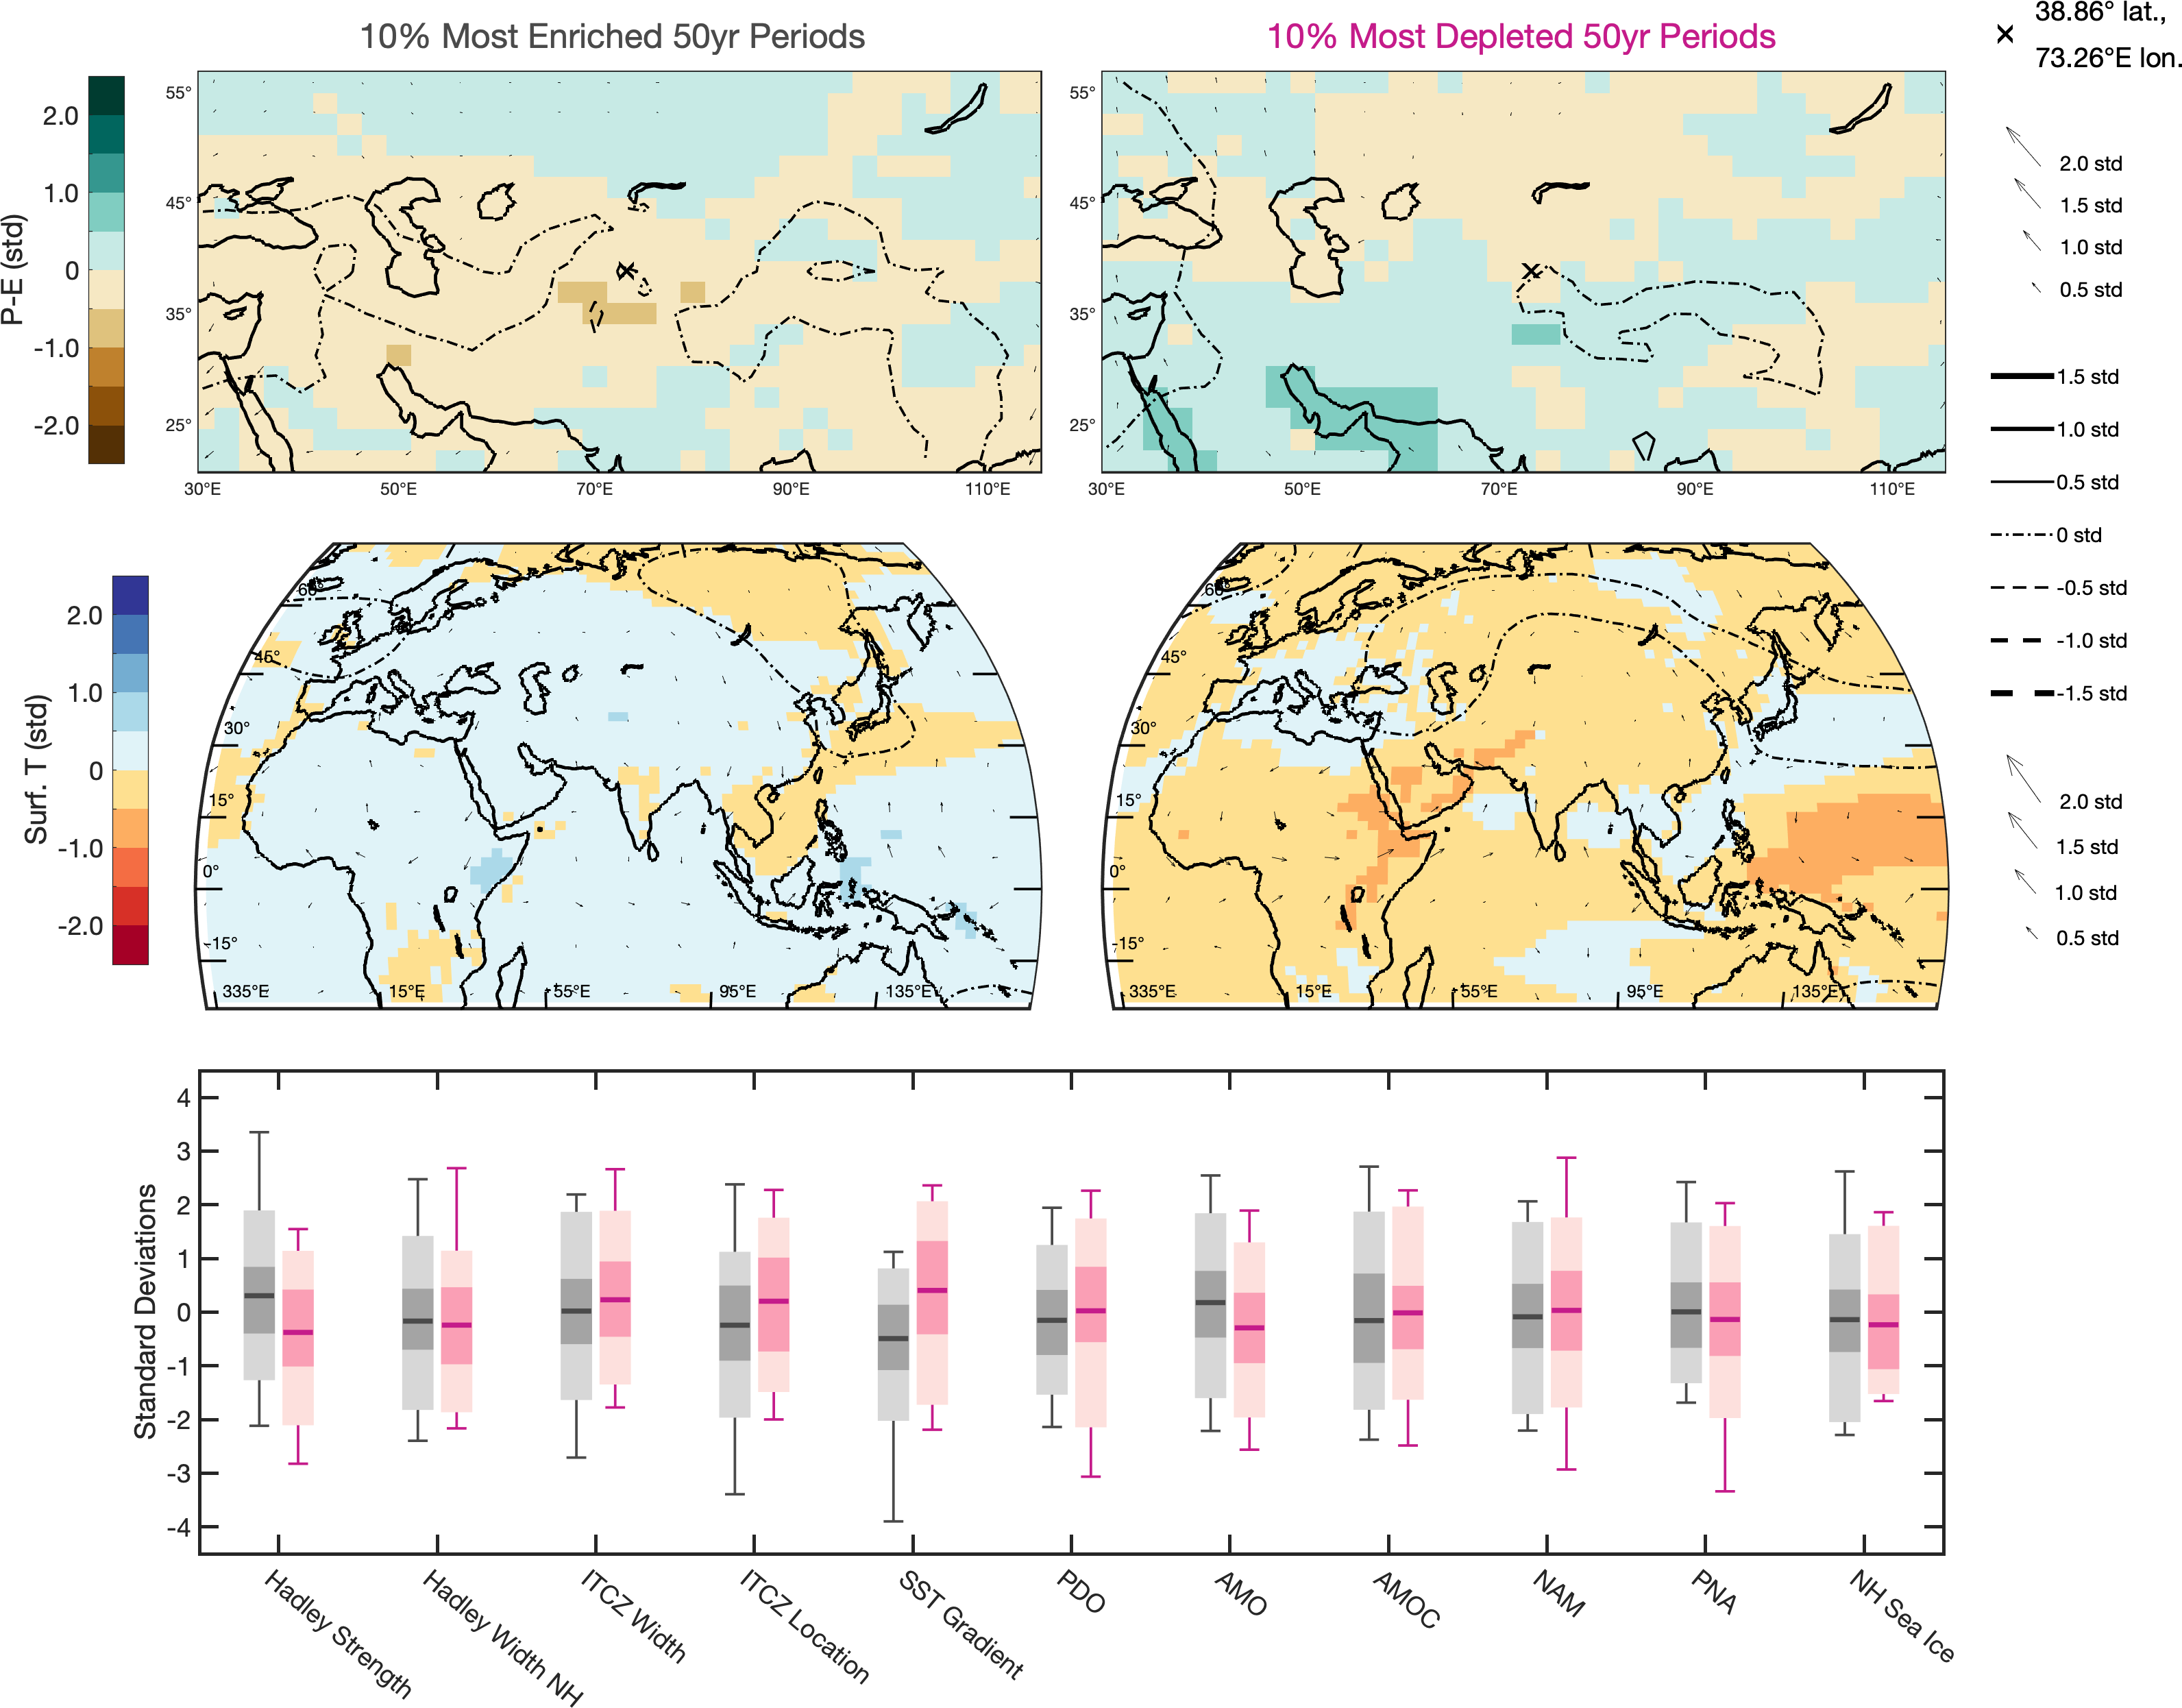 10% Most Enriched 50yr Periods
10% Most Depleted 50yr Periods
38.86° lat.,
73.26°E lon.
P-E (std)
2.0
1.0
0
-1.0
-2.0
55°
45°
35°
25°
30°E
50°E
70°E
90°E
110°E
55°
45°
35°
25°
30°E
50°E
70°E
90°E
110°E
2.0 std
1.5 std
1.0 std
0.5 std
1.5 std
1.0 std
0.5 std
0 std
-0.5 std
-1.0 std
-1.5 std
2.0 std
1.5 std
1.0 std
0.5 std
Surf. T (std)
2.0
1.0
0
-1.0
-2.0
60°
45°
30°
15°
0°
-15°
335°E
15°E
55°E
95°E
135°E
60°
45°
30°
15°
0°
-15°
335°E
15°E
55°E
95°E
135°E
Standard Deviations
4
3
2
1
0
-1
-2
-3
-4
Hadley Strength
Hadley Width NH
ITCZ Width
ITCZ Location
SST Gradient
PDO
AMO
AMOC
NAM
PNA
NH Sea Ice